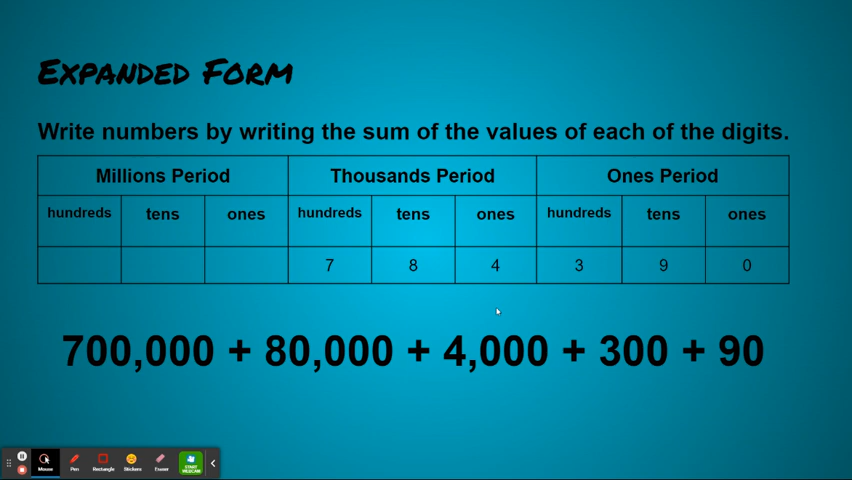 Expanded Form
Write numbers by writing the sum of the values of each of the digits.
Millions Period Thousands Period Ones Period
hundreds tens ones hundreds tens ones hundreds tens ones
7 8 4 3 9 0
700,000 + 80,000 + 4,000 + 300 + 90
Mouse Pen Rectangle Stickers Eraser START WEBCAM